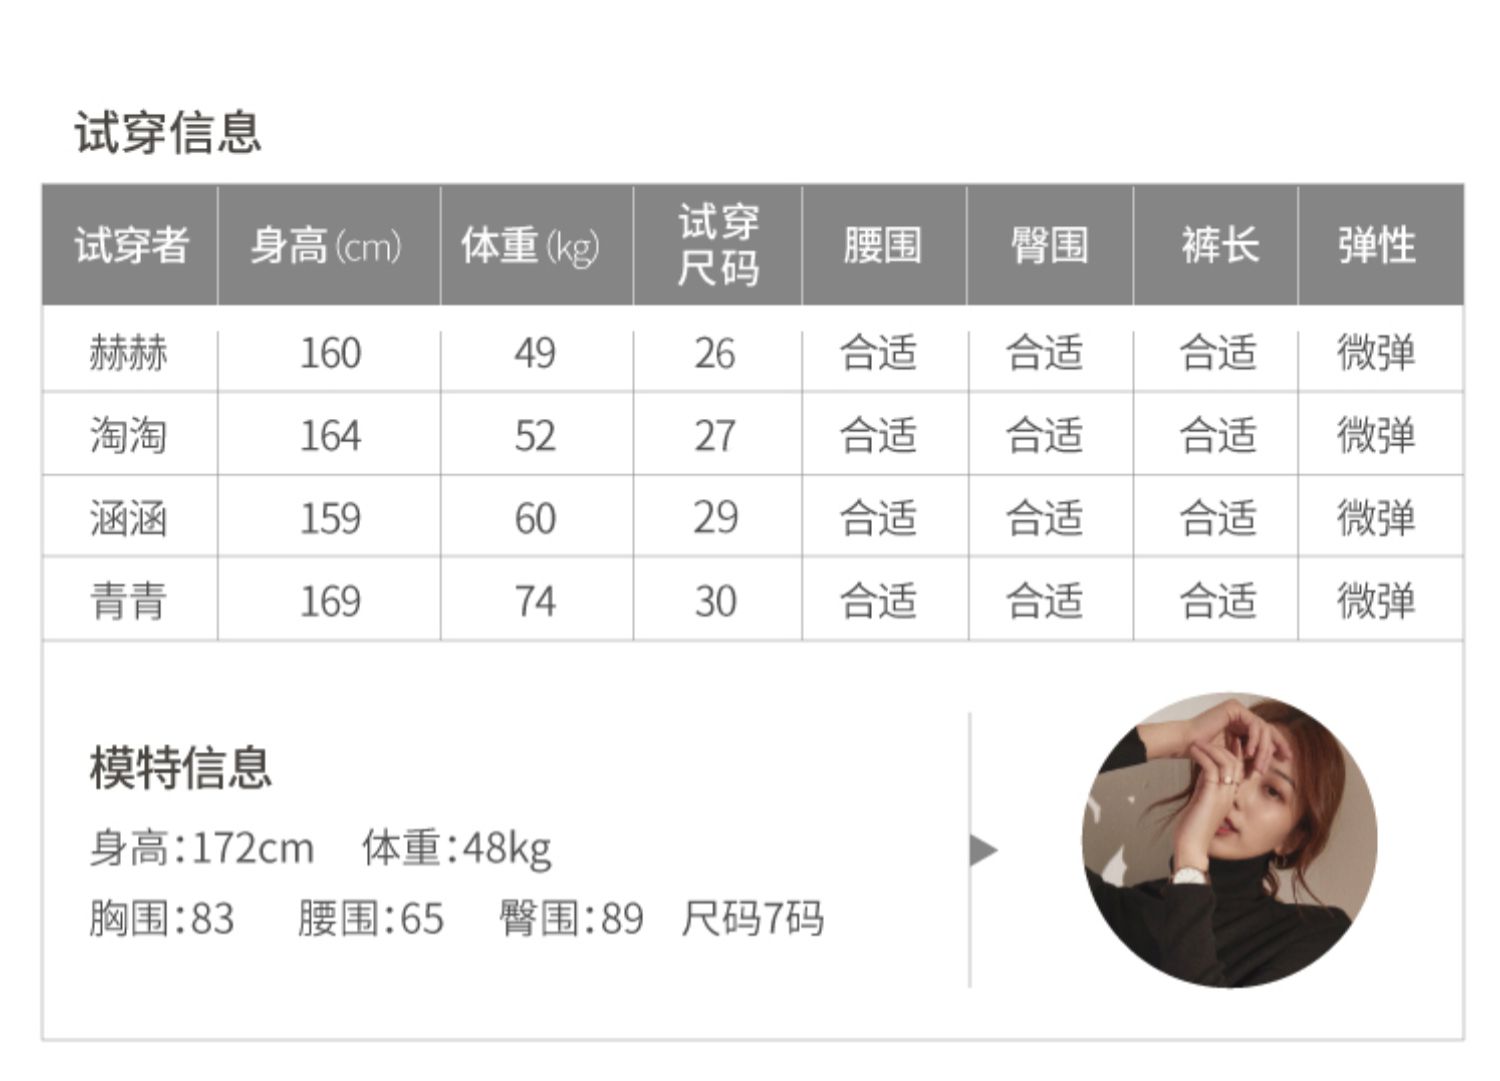 试穿信息
试穿者 身高(cm) 体重(kg) 试穿尺码 腰围 臀围 裤长 弹性
赫赫 160 49 26 合适 合适 合适 微弹
淘淘 164 52 27 合适 合适 合适 微弹
涵涵 159 60 29 合适 合适 合适 微弹
青青 169 74 30 合适 合适 合适 微弹
模特信息
身高:172cm 体重:48kg
胸围:83 腰围:65 臀围:89 尺码7码